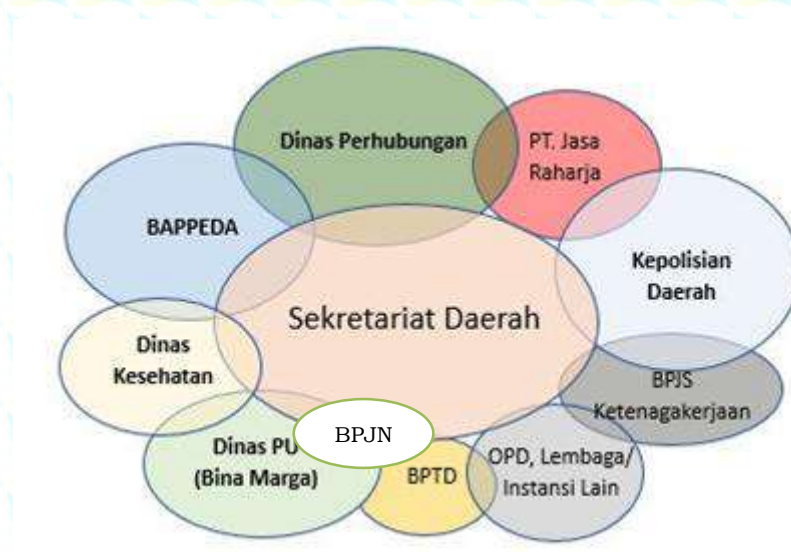 Dinas Perhubungan
PT. Jasa
Raharja
BAPPEDA
Kepolisian
Daerah
Sekretariat Daerah
Dinas
Kesehatan
BPJS
Ketenagakerjaan
BPJN
Dinas PU
(Bina Marga)
BPTD
OPD, Lembaga/
Instansi Lain